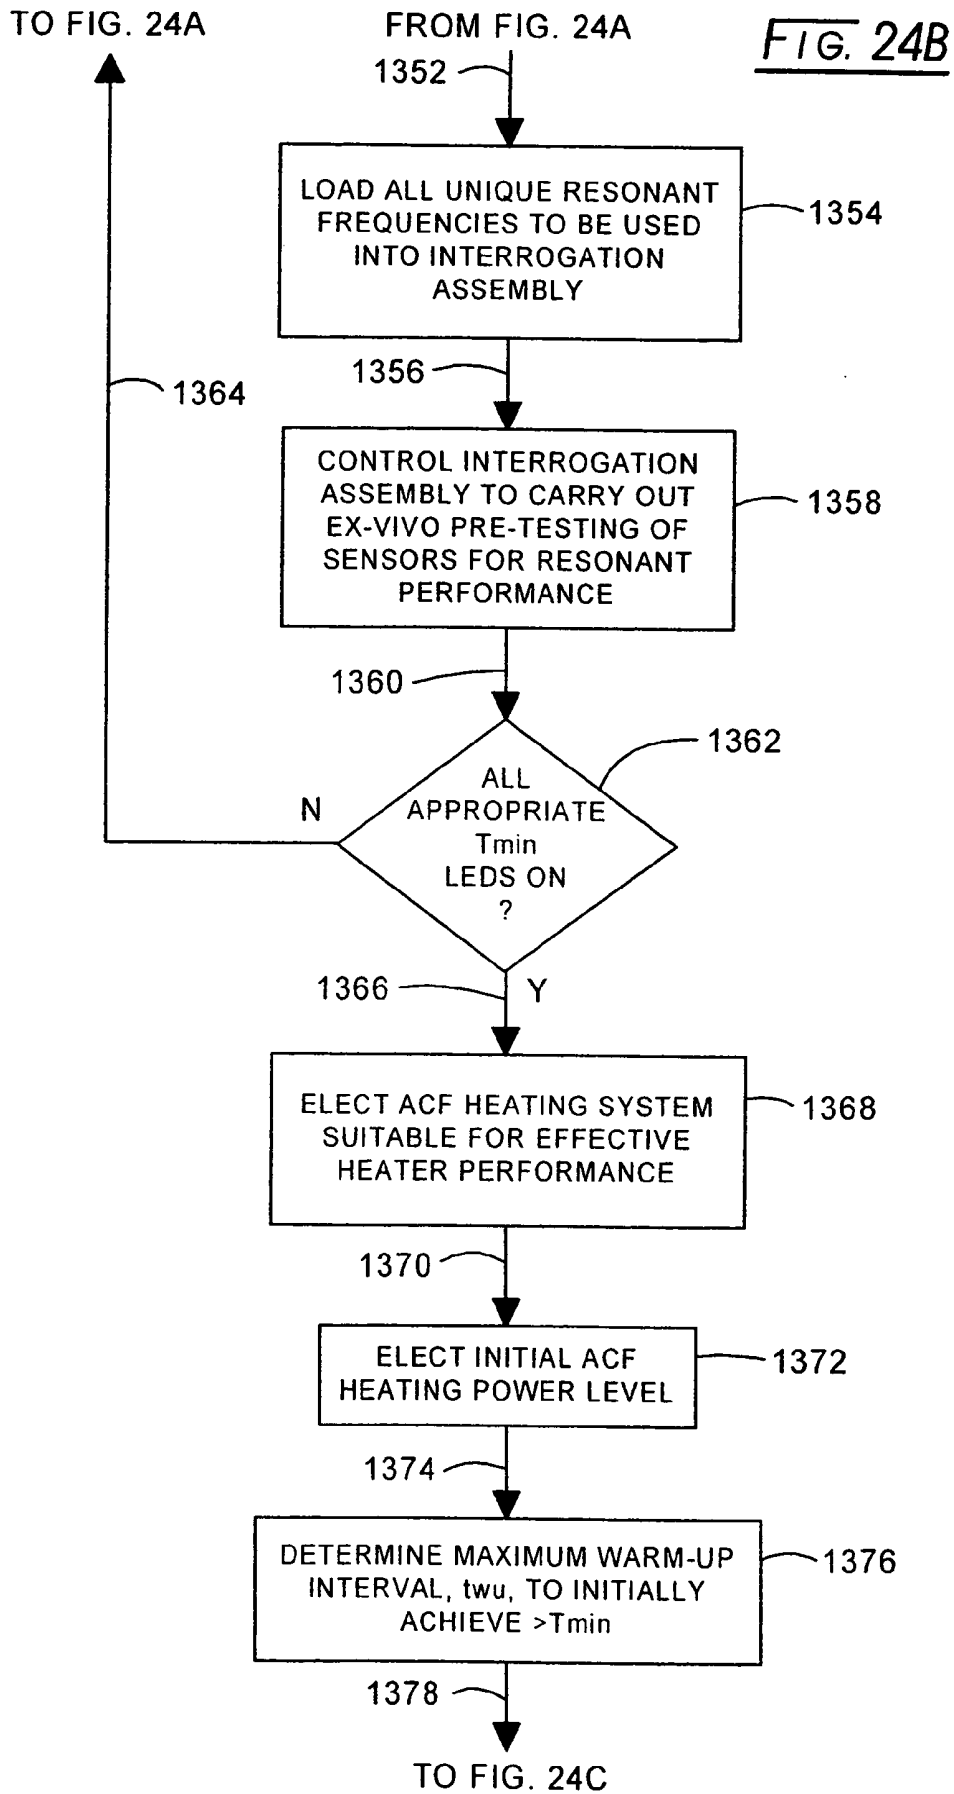 TO FIG. 24A
FROM FIG. 24A
FIG. 24B
1352
LOAD ALL UNIQUE RESONANT
FREQUENCIES TO BE USED
INTO INTERROGATION
ASSEMBLY
1354
1356
1364
CONTROL INTERROGATION
ASSEMBLY TO CARRY OUT
EX-VIVO PRE-TESTING OF
SENSORS FOR RESONANT
PERFORMANCE
1358
1360
1362
N
ALL
APPROPRIATE
Tmin
LEDS ON
?
1366
Y
ELECT ACF HEATING SYSTEM
SUITABLE FOR EFFECTIVE
HEATER PERFORMANCE
1368
1370
ELECT INITIAL ACF
HEATING POWER LEVEL
1372
1374
DETERMINE MAXIMUM WARM-UP
INTERVAL, twu, TO INITIALLY
ACHIEVE >Tmin
1376
1378
TO FIG. 24C